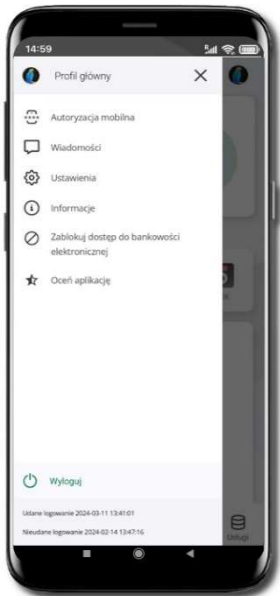 14:59
Profil główny
Autoryzacja mobilna
Wiadomości
Ustawienia
Informacje
Zablokuj dostęp do bankowości
elektronicznej
Oceń aplikację
Wyloguj
Udane logowanie 2024-03-11 13:41:01
Nieudane logowanie 2024-02-14 13:47:16
Usługi